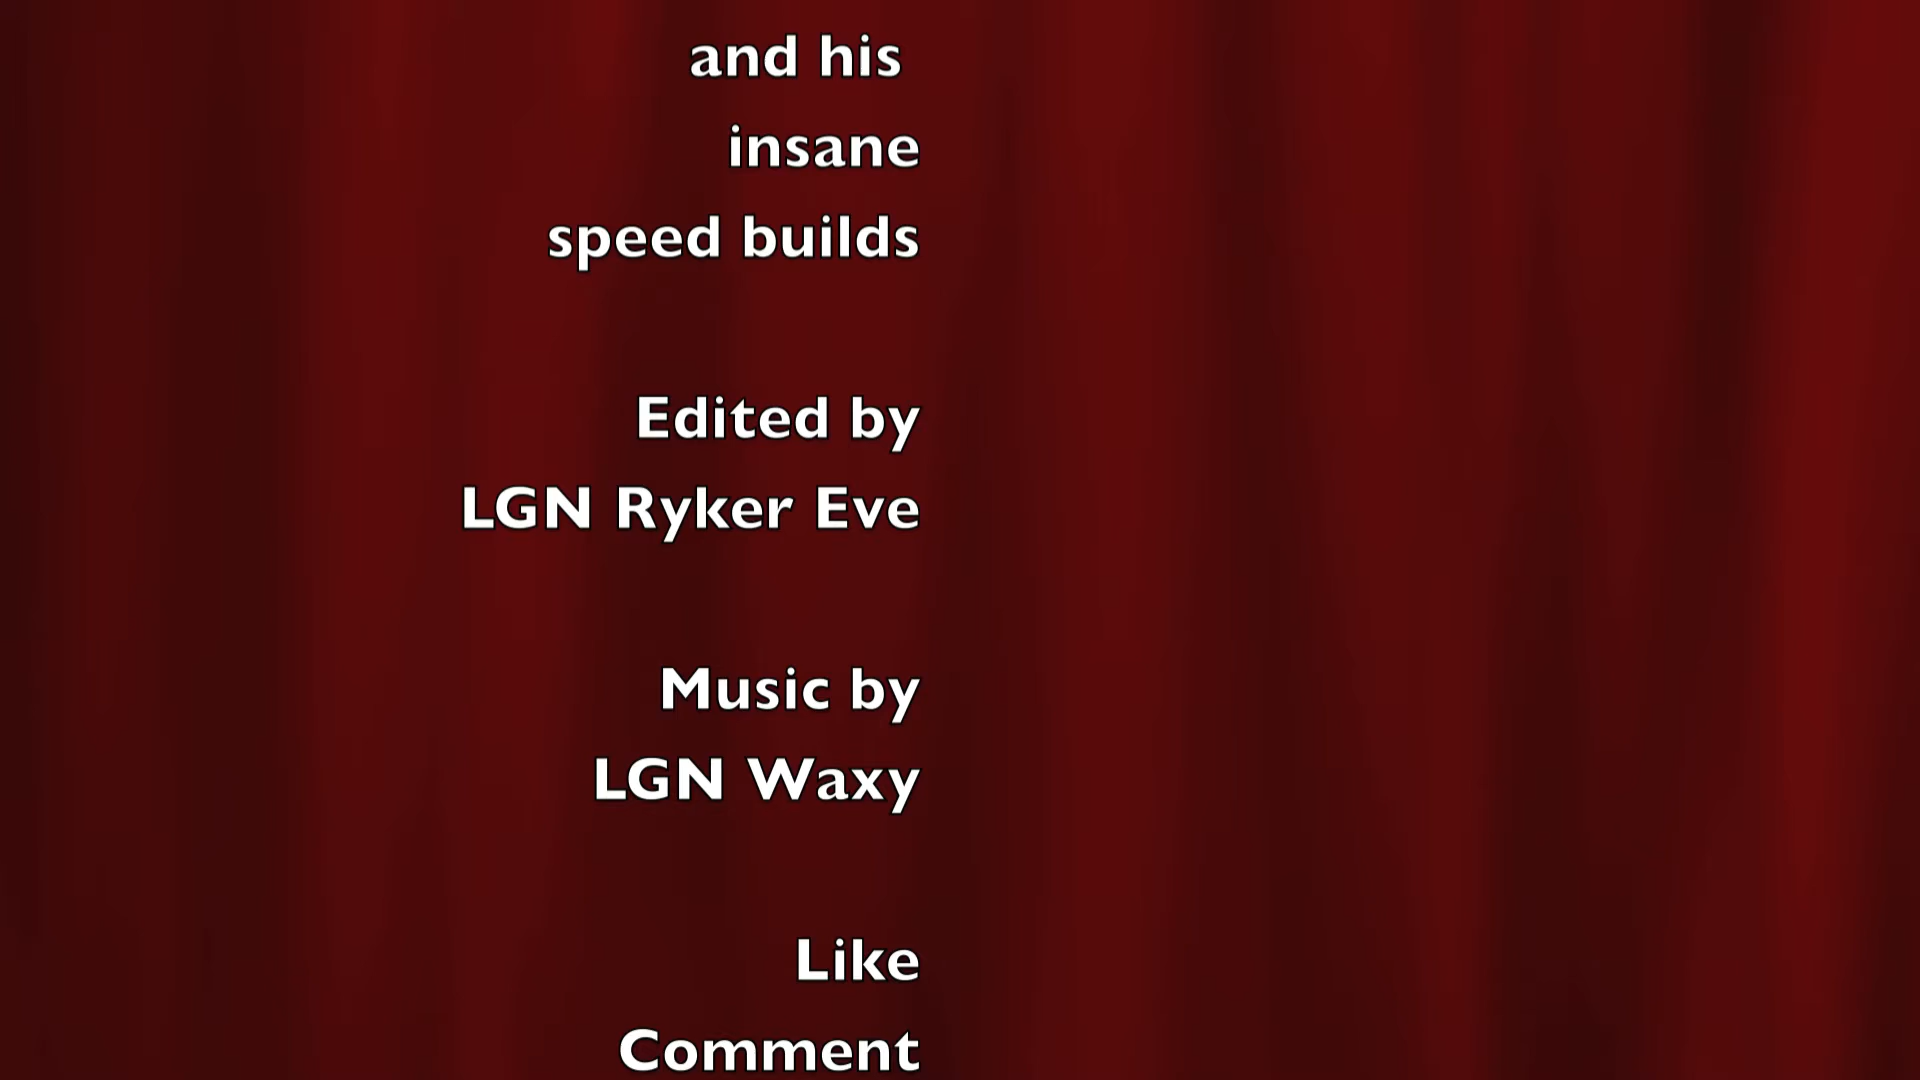 and his
insane
speed builds
Edited by
LGN Ryker Eve
Music by
LGN Waxy
Like
Comment